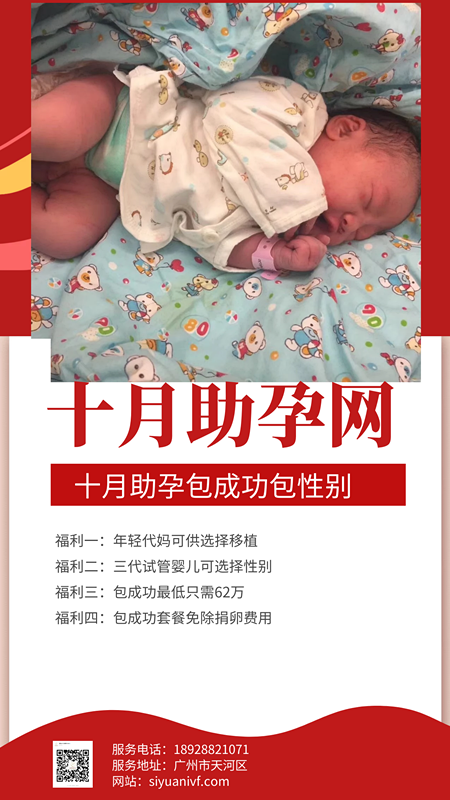 十月助孕网
十月助孕包成功包性别
福利一：年轻代妈可供选择移植
福利二：三代试管婴儿可选择性别
福利三：包成功最低只需62万
福利四：包成功套餐免除捐卵费用
服务电话：18928821071
服务地址：广州市天河区
网站：siyuanivf.com